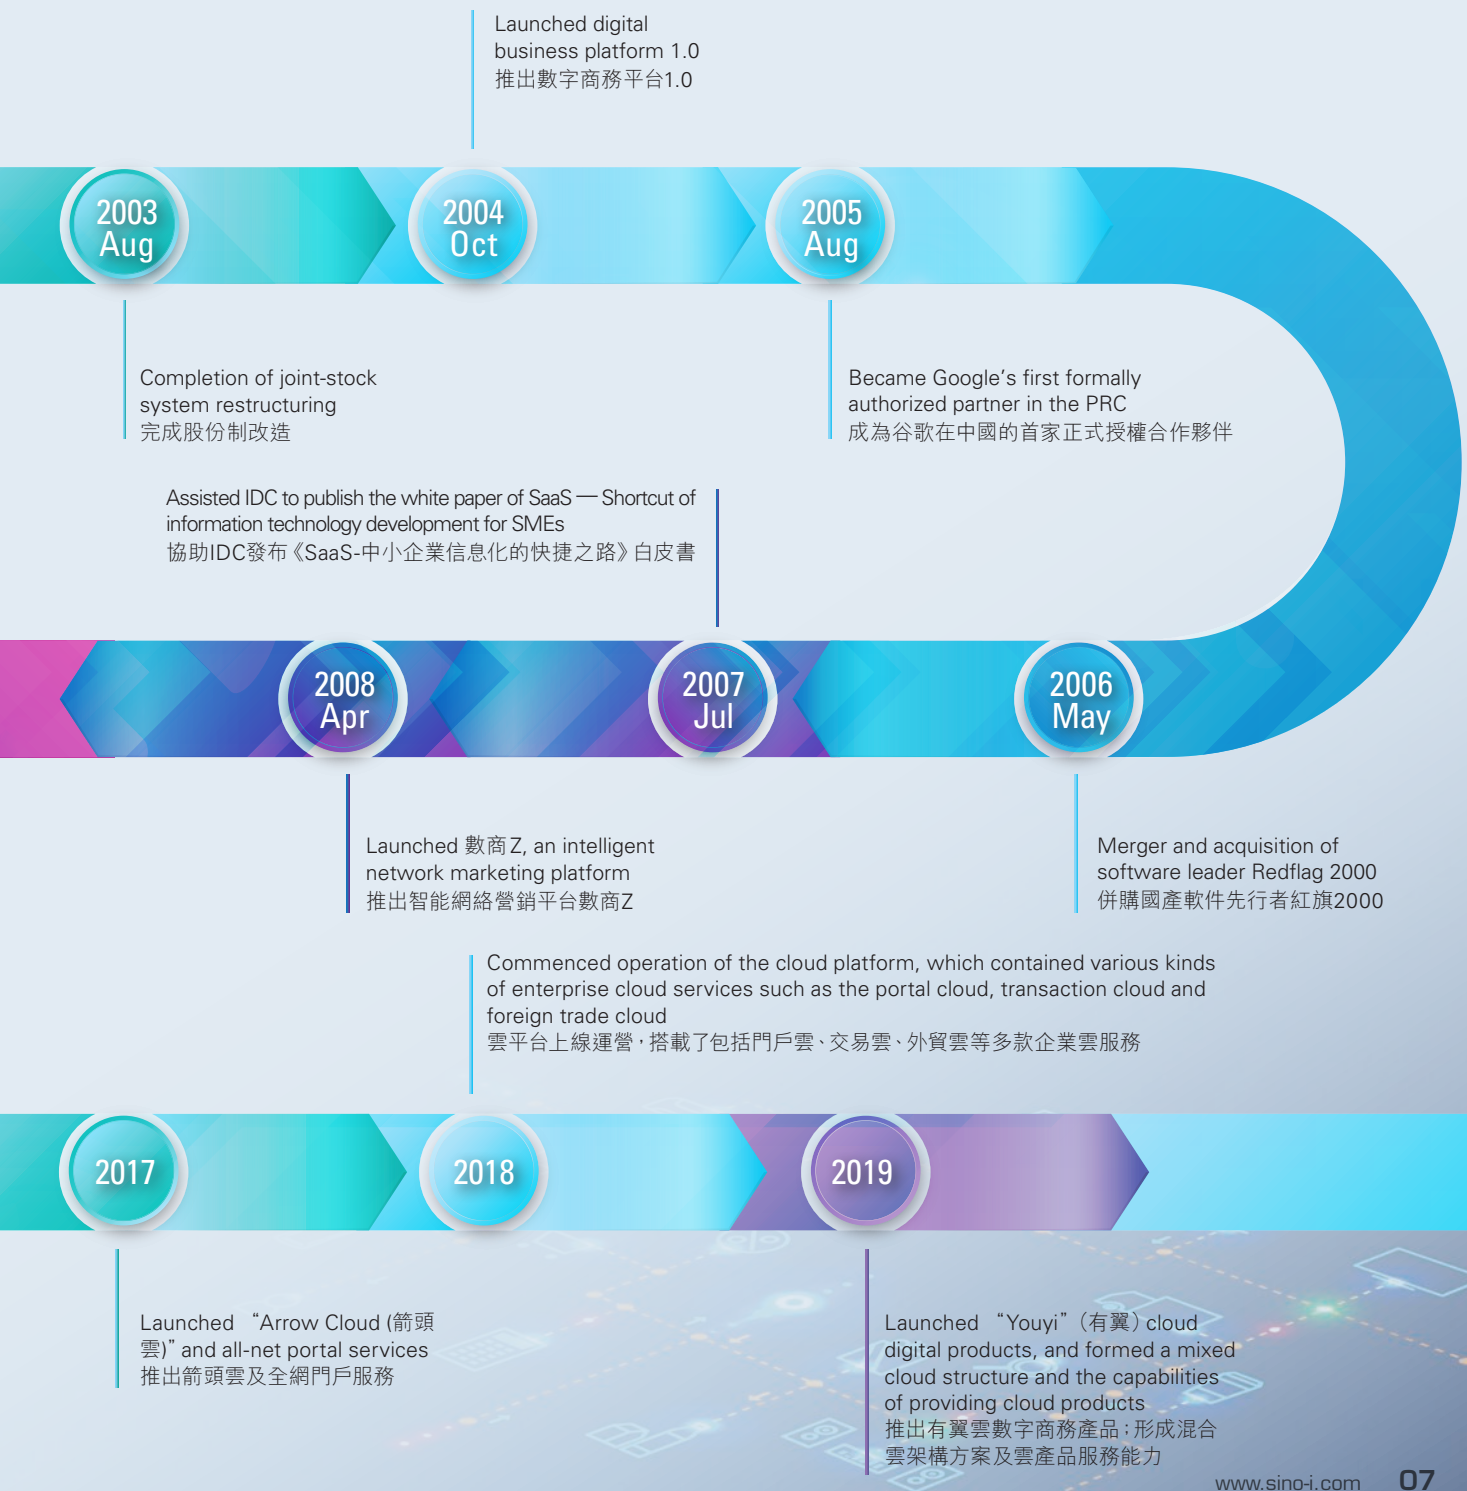 Launched digital
business platform 1.0
推出數字商務平台1.0
2003
Aug
2004
Oct
2005
Aug
Completion of joint-stock
system restructuring
完成股份制改造
Became Google’s first formally
authorized partner in the PRC
成為谷歌在中國的首家正式授權合作夥伴
Assisted IDC to publish the white paper of SaaS — Shortcut of
information technology development for SMEs
協助IDC發布《SaaS-中小企業信息化的快捷之路》白皮書
2008
Apr
2007
Jul
2006
May
Launched 數商Z, an intelligent
network marketing platform
推出智能網絡營銷平台數商Z
Merger and acquisition of
software leader Redflag 2000
併購國產軟件先行者紅旗2000
Commenced operation of the cloud platform, which contained various kinds
of enterprise cloud services such as the portal cloud, transaction cloud and
foreign trade cloud
雲平台上線運營，搭載了包括門戶雲、交易雲、外貿雲等多款企業雲服務
2017
2018
2019
Launched “Arrow Cloud (箭頭
雲)” and all-net portal services
推出箭頭雲及全網門戶服務
Launched “Youyi”（有翼）cloud
digital products, and formed a mixed
cloud structure and the capabilities
of providing cloud products
推出有翼雲數字商務產品；形成混合
雲架構方案及雲產品服務能力
www.sino-i.com 07